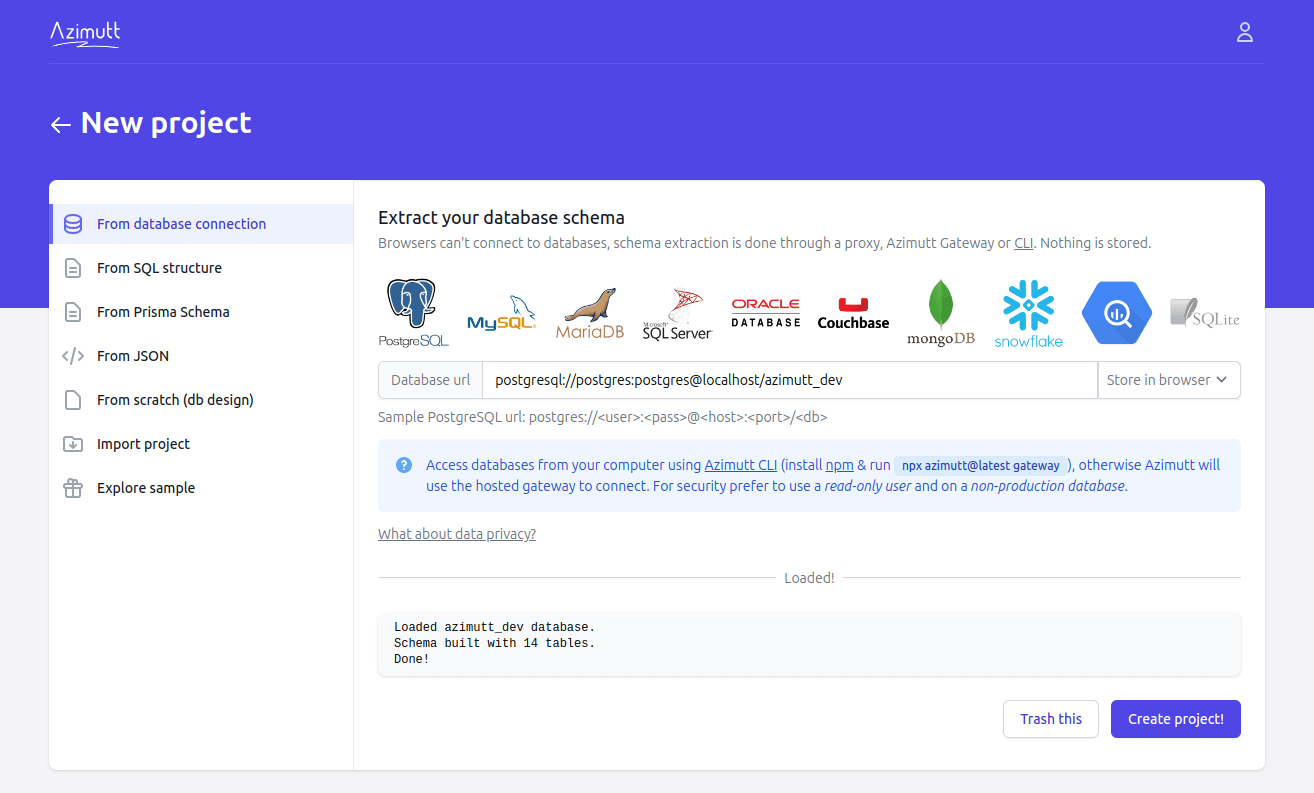 Azimutt
New project
From database connection
From SQL structure
From Prisma Schema
From JSON
From scratch (db design)
Import project
Explore sample
Extract your database schema
Browsers can't connect to databases, schema extraction is done through a proxy, Azimutt Gateway or CLI. Nothing is stored.
PostgreSQL
MySQL
MariaDB
Microsoft SQL Server
ORACLE DATABASE
Couchbase
mongoDB
snowflake
SQLite
Database url postgresql://postgres:postgres@localhost/azimutt_dev Store in browser
Sample PostgreSQL url: postgres://<user>:<pass>@<host>:<port>/<db>
Access databases from your computer using Azimutt CLI (install npm & run npx azimutt@latest gateway ), otherwise Azimutt will
use the hosted gateway to connect. For security prefer to use a read-only user and on a non-production database.
What about data privacy?
Loaded!
Loaded azimutt_dev database.
Schema built with 14 tables.
Done!
Trash this
Create project!